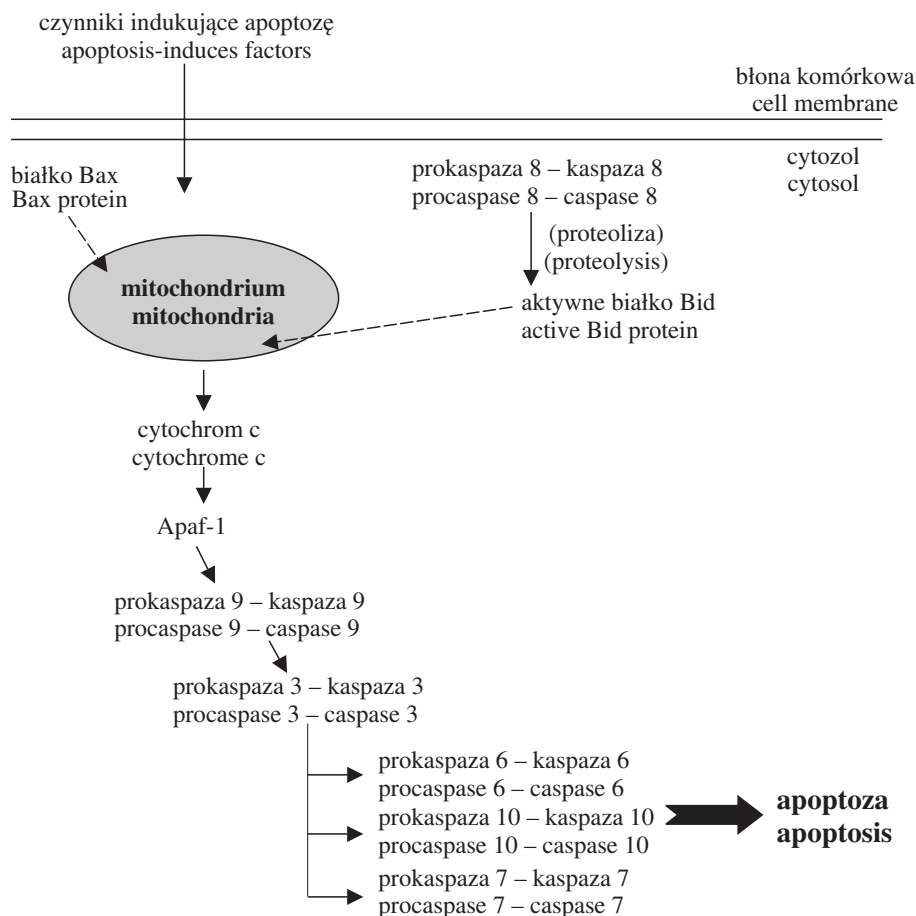 czynniki indukujące apoptozę
apoptosis-induces factors
błona komórkowa
cell membrane
cytozol
cytosol
białko Bax
Bax protein
prokaspaza 8 – kaspaza 8
procaspase 8 – caspase 8
(proteoliza)
(proteolysis)
mitochondrium
mitochondria
aktywne białko Bid
active Bid protein
cytochrom c
cytochrome c
Apaf-1
prokaspaza 9 – kaspaza 9
procaspase 9 – caspase 9
prokaspaza 3 – kaspaza 3
procaspase 3 – caspase 3
prokaspaza 6 – kaspaza 6
procaspase 6 – caspase 6
prokaspaza 10 – kaspaza 10
procaspase 10 – caspase 10
prokaspaza 7 – kaspaza 7
procaspase 7 – caspase 7
apoptoza
apoptosis